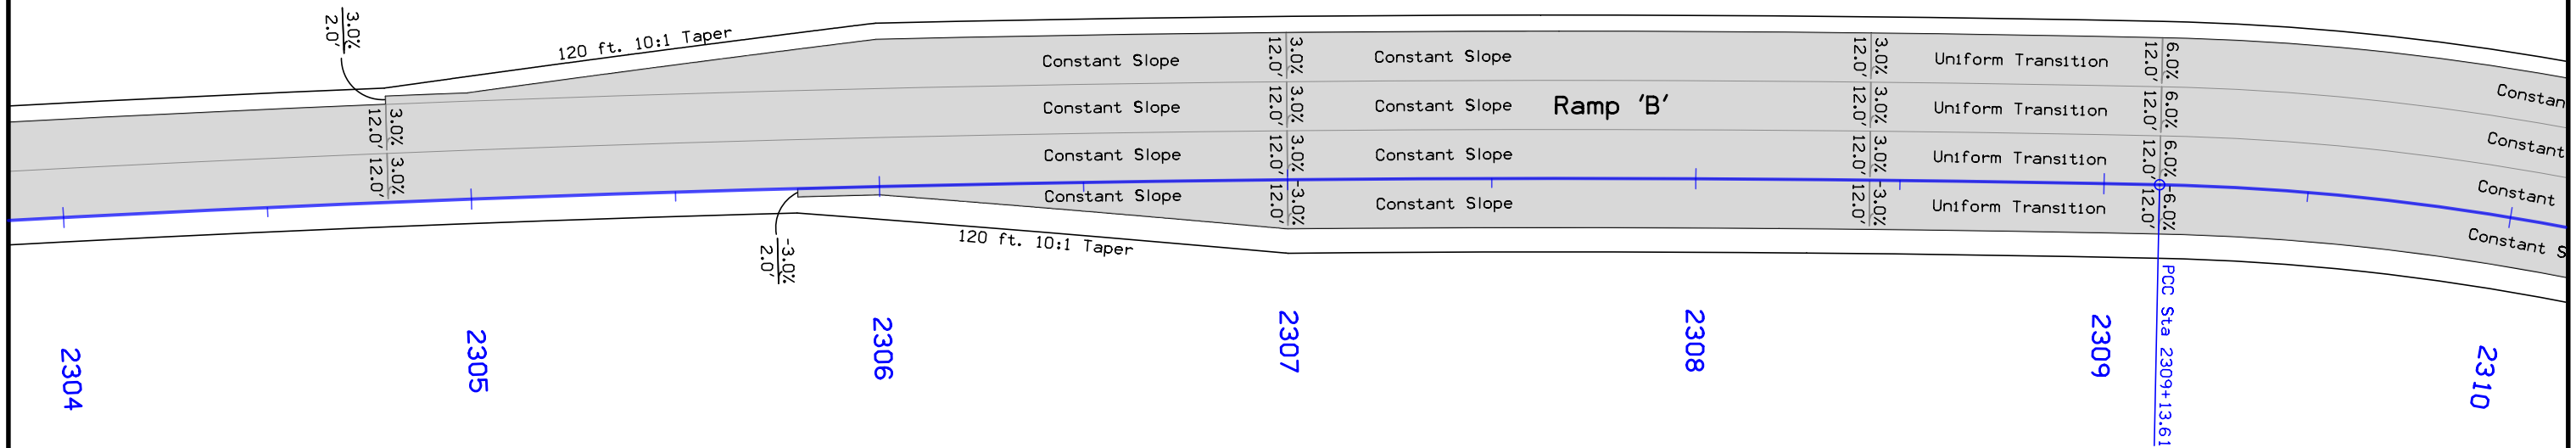 3.0%
2.0'
120 ft. 10:1 Taper
3.0%
12.0'
3.0%
12.0'
-3.0%
2.0'
120 ft. 10:1 Taper
Constant Slope
Constant Slope
Constant Slope
Constant Slope
3.0%
12.0'
3.0%
12.0'
3.0%
12.0'
-3.0%
12.0'
Constant Slope
Constant Slope
Constant Slope
Constant Slope
Ramp 'B'
3.0%
12.0'
3.0%
12.0'
3.0%
12.0'
-3.0%
12.0'
Uniform Transition
Uniform Transition
Uniform Transition
Uniform Transition
6.0%
12.0'
6.0%
12.0'
6.0%
12.0'
-6.0%
12.0'
Constan
Constant
Constant
Constant S
PCC Sta 2309+13.61
2304
2305
2306
2307
2308
2309
2310